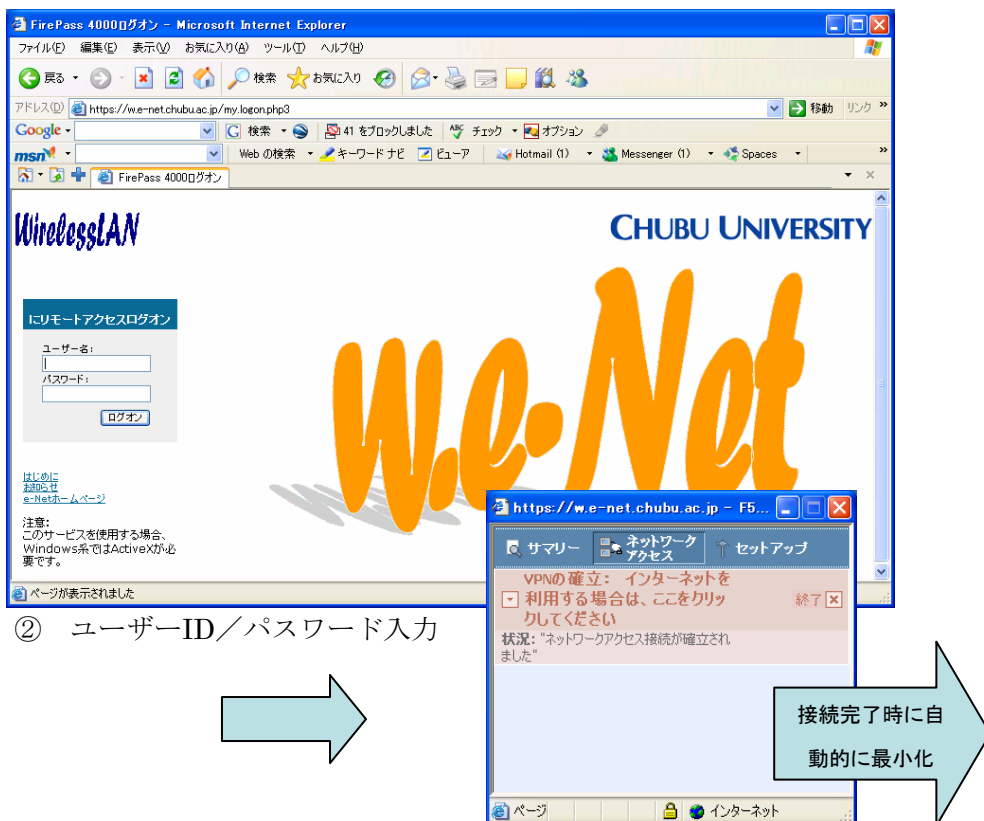 FirePass 4000ログオン - Microsoft Internet Explorer
ファイル(F) 編集(E) 表示(V) お気に入り(A) ツール(T) ヘルプ(H)
戻る 検索 お気に入り
アドレス(D) https://w.e-net.chubu.ac.jp/my.logon.php3 移動 リンク »
Google 検索 41 をブロックしました ABC チェック オプション
msn Web の検索 キーワード ナビ ビューア Hotmail (1) Messenger (1) Spaces »
FirePass 4000ログオン
WirelessLAN
CHUBU UNIVERSITY
にリモートアクセスログオン
ユーザー名:
パスワード:
ログオン
w.e-Net
はじめに
お知らせ
e-Netホームページ
注意:
このサービスを使用する場合、
Windows系ではActiveXが必
要です。
ページが表示されました
https://w.e-net.chubu.ac.jp - F5...
サマリー ネットワーク アクセス セットアップ
VPNの確立: インターネットを
利用する場合は、ここをクリッ
クしてください
終了
状況: "ネットワークアクセス接続が確立され
ました"
ページ インターネット
② ユーザーID/パスワード入力
接続完了時に自
動的に最小化